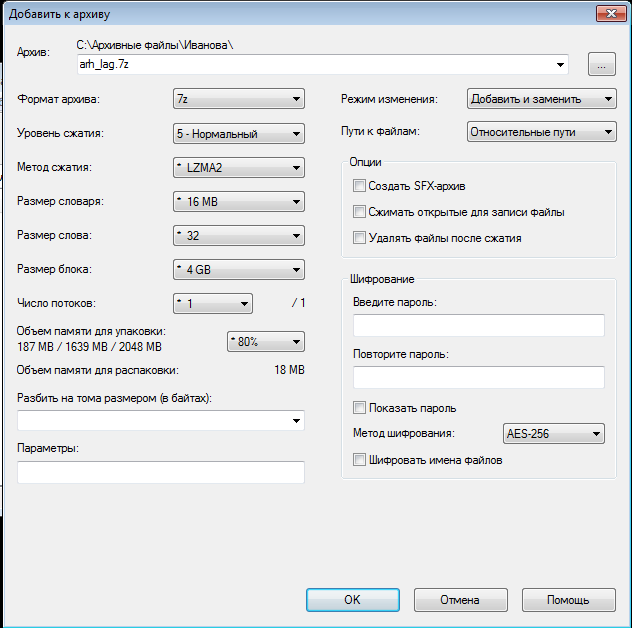 Добавить к архиву
Архив:
C:\Архивные файлы\Иванова\
arh_lag.7z
...
Формат архива:
7z
Режим изменения:
Добавить и заменить
Уровень сжатия:
5 - Нормальный
Пути к файлам:
Относительные пути
Метод сжатия:
* LZMA2
Опции
Создать SFX-архив
Размер словаря:
* 16 MB
Сжимать открытые для записи файлы
Размер слова:
* 32
Удалять файлы после сжатия
Размер блока:
* 4 GB
Шифрование
Число потоков:
* 1
/ 1
Введите пароль:
Объем памяти для упаковки:
187 MB / 1639 MB / 2048 MB
* 80%
Повторите пароль:
Объем памяти для распаковки:
18 MB
Разбить на тома размером (в байтах):
Показать пароль
Метод шифрования:
AES-256
Параметры:
Шифровать имена файлов
OK
Отмена
Помощь